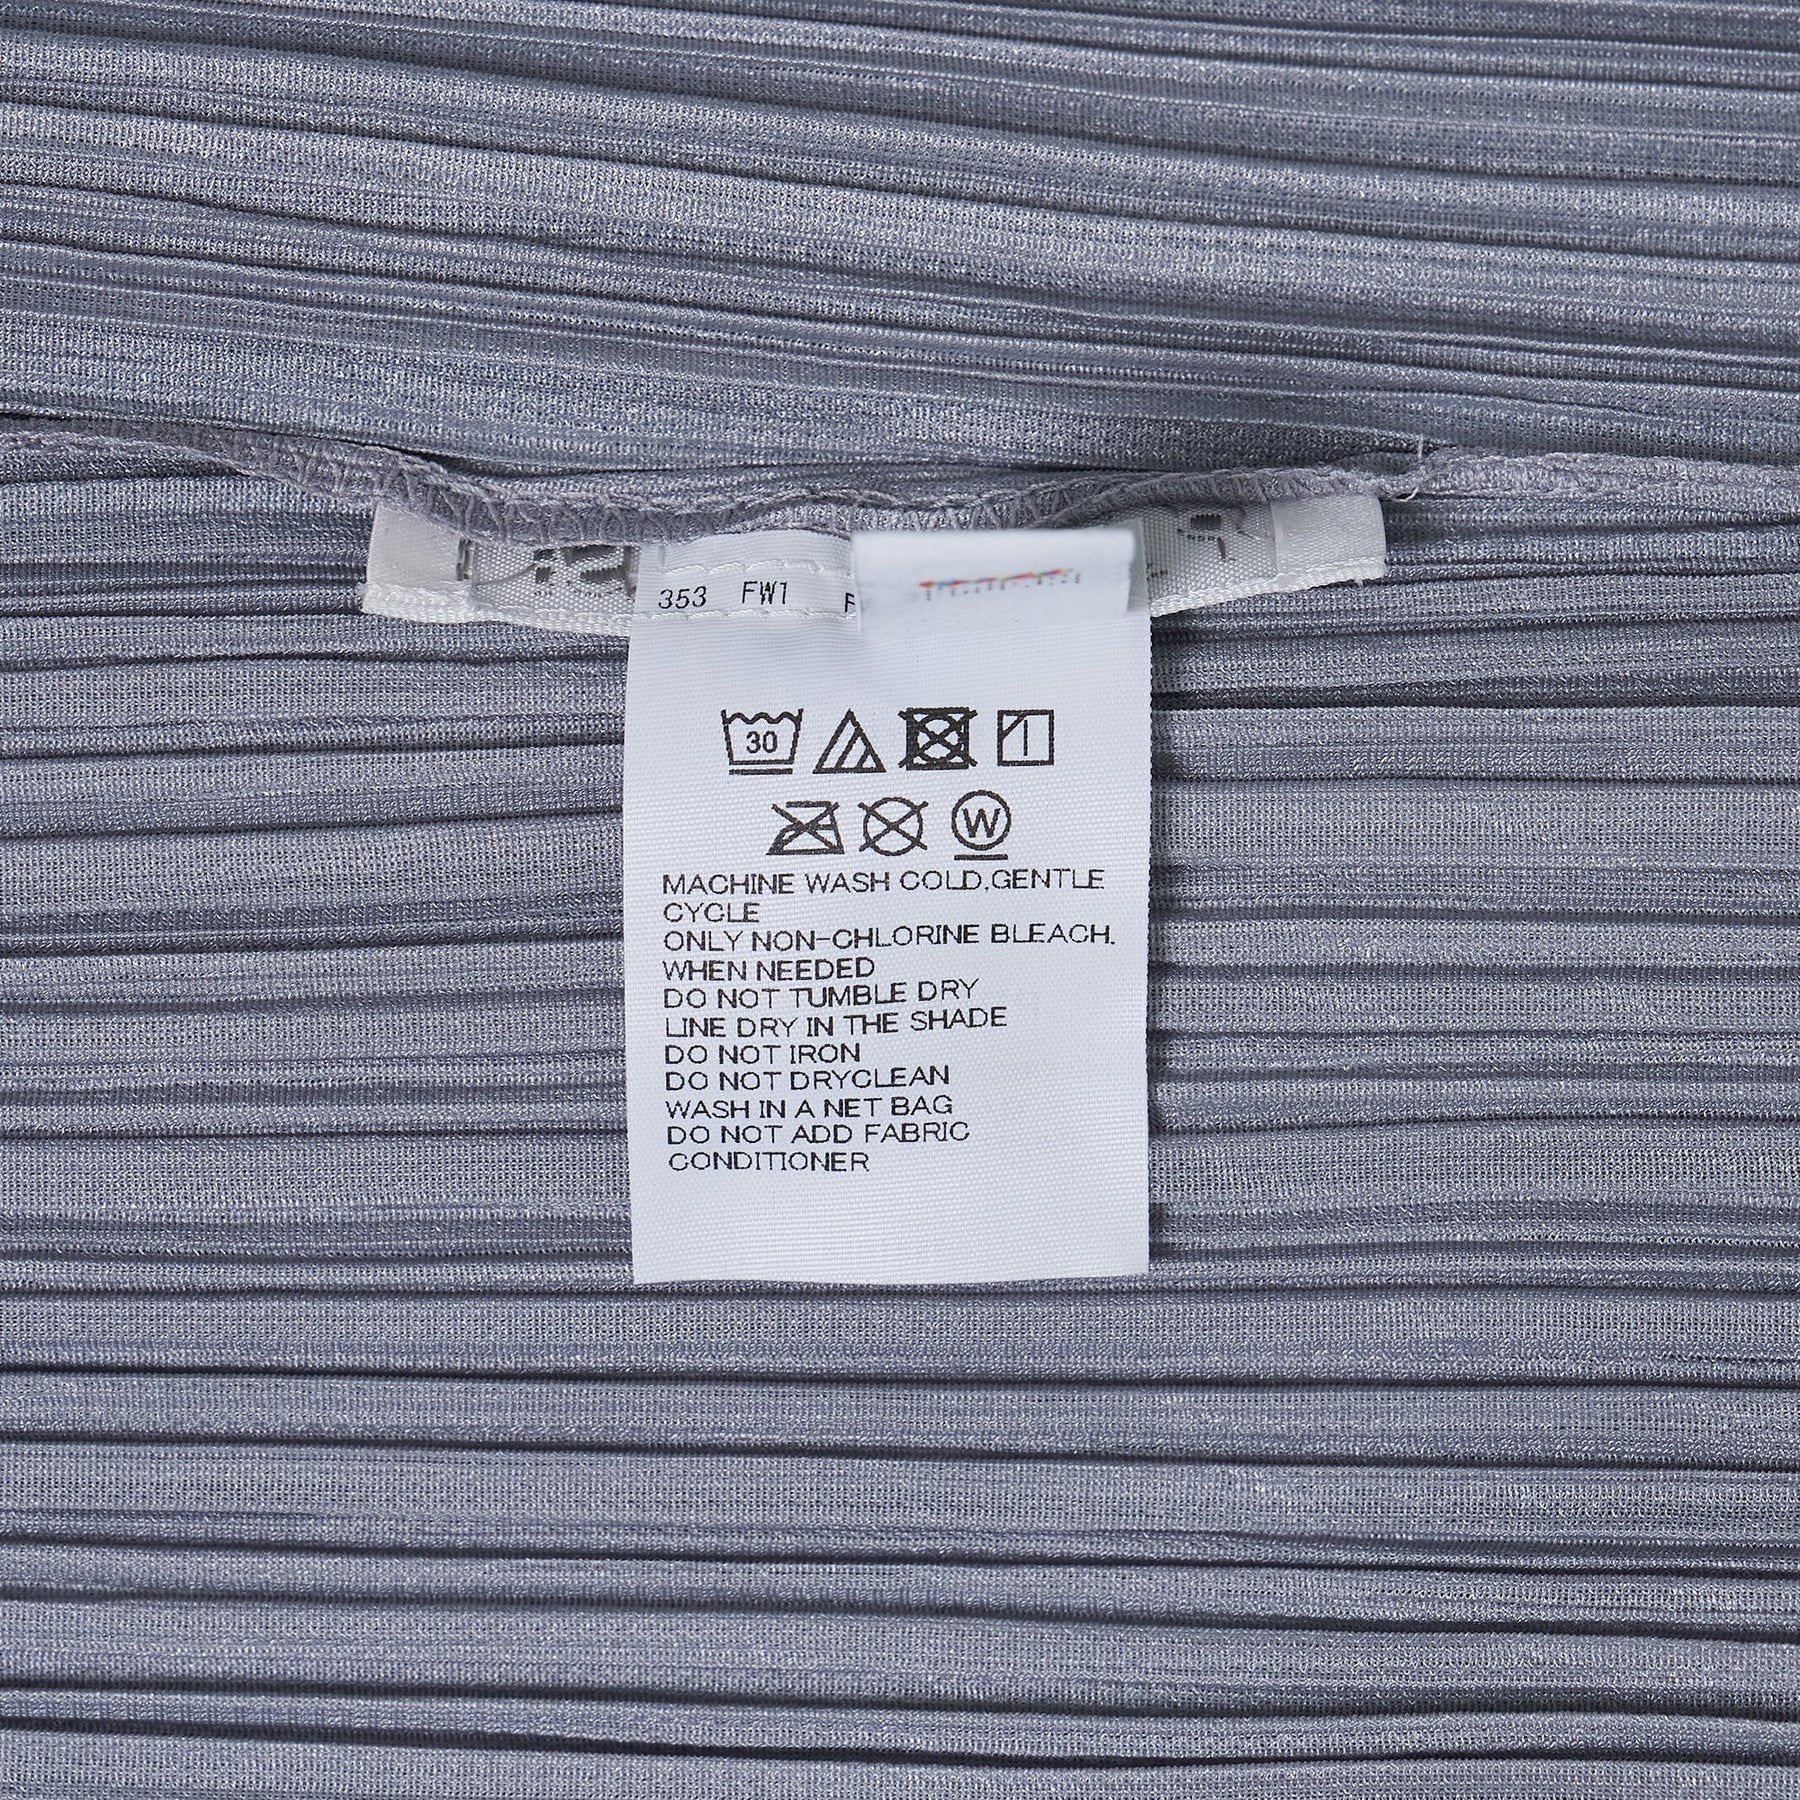 353 FW1 F
30
W
MACHINE WASH COLD,GENTLE
CYCLE
ONLY NON-CHLORINE BLEACH.
WHEN NEEDED
DO NOT TUMBLE DRY
LINE DRY IN THE SHADE
DO NOT IRON
DO NOT DRYCLEAN
WASH IN A NET BAG
DO NOT ADD FABRIC
CONDITIONER